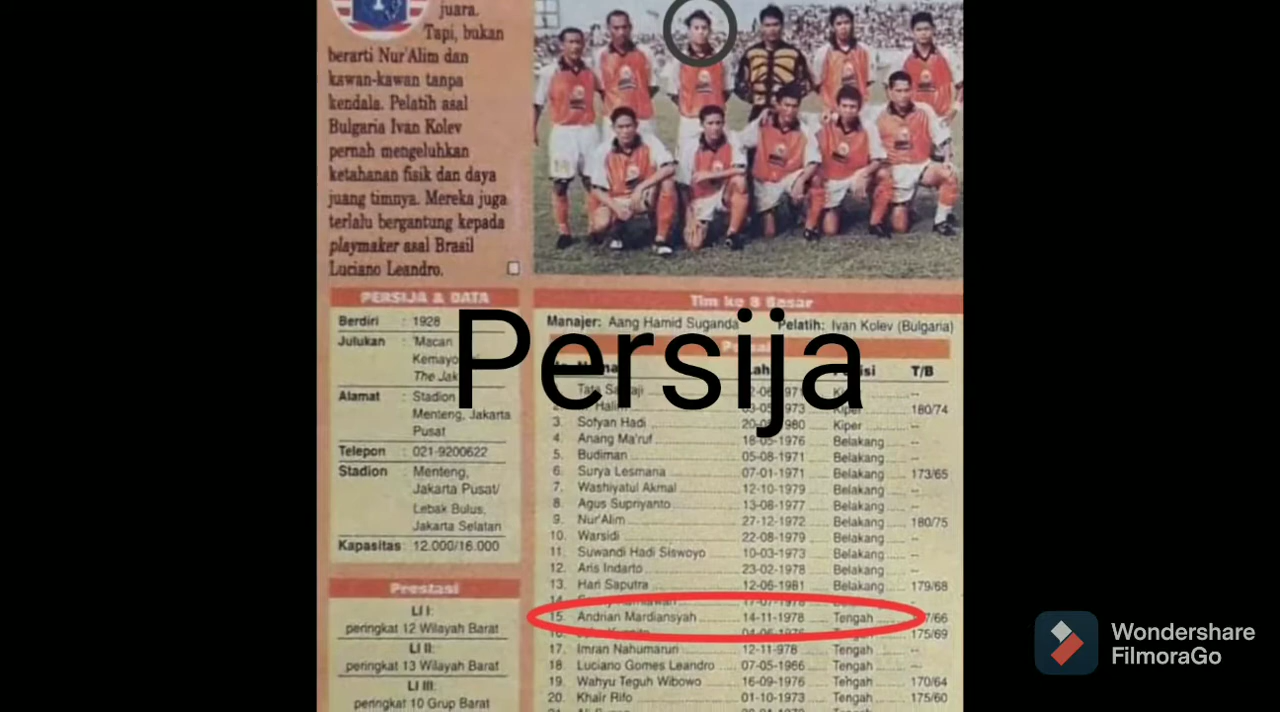 juara.
Tapi, bukan
berarti Nur'Alim dan
kawan-kawan tanpa
kendala. Pelatih asal
Bulgaria Ivan Kolev
pernah mengeluhkan
ketahanan fisik dan daya
juang timnya. Mereka juga
terlalu bergantung kepada
playmaker asal Brasil
Luciano Leandro.
PERSIJA & DATA
Berdiri : 1928
Julukan : 'Macan
The
Alamat : Stadion
Menteng, Jakarta
Pusat
Telepon : 021-9200622
Stadion : Menteng,
Jakarta Pusat/
Lebak Bulus,
Jakarta Selatan
Kapasitas : 12.000/16.000
Prestasi
LI I:
peringkat 12 Wilayah Barat
LI II:
peringkat 13 Wilayah Barat
LI III:
peringkat 10 Grup Barat
Tim ke 8 Besar
Manajer: Aang Hamid Suganda Pelatih: Ivan Kolev (Bulgaria)
Persija
T/B
Kiper --
Kiper 180/74
3. Sofyan Hadi Kiper --
4. Anang Ma'ruf 18-05-1976 Belakang --
5. Budiman 05-08-1971 Belakang --
6. Surya Lesmana 07-01-1971 Belakang 173/65
7. Washiyatul Akmal 12-10-1979 Belakang --
8. Agus Supriyanto 13-08-1977 Belakang --
9. Nur'Alim 27-12-1972 Belakang 180/75
10. Warsidi 22-08-1979 Belakang --
11. Suwandi Hadi Siswoyo 10-03-1973 Belakang --
12. Aris Indarto 23-02-1978 Belakang --
13. Hari Saputra 12-06-1981 Belakang 179/68
14.
15. Andrian Mardiansyah 14-11-1978 Tengah
16. 175/69
17. Imran Nahumaruri 12-11-978 Tengah --
18. Luciano Gomes Leandro 07-05-1966 Tengah --
19. Wahyu Teguh Wibowo 16-09-1976 Tengah 170/64
20. Khair Rifo 01-10-1973 Tengah 175/60
Wondershare
FilmoraGo